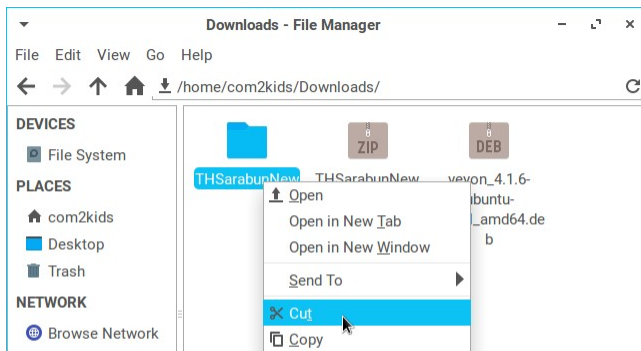 Downloads - File Manager
File Edit View Go Help
/home/com2kids/Downloads/
DEVICES
File System
PLACES
com2kids
Desktop
Trash
NETWORK
Browse Network
ZIP
DEB
THSarabunNew
THSarabunNew
veyon_4.1.6-
ubuntu-
_amd64.de
b
Open
Open in New Tab
Open in New Window
Send To
Cut
Copy